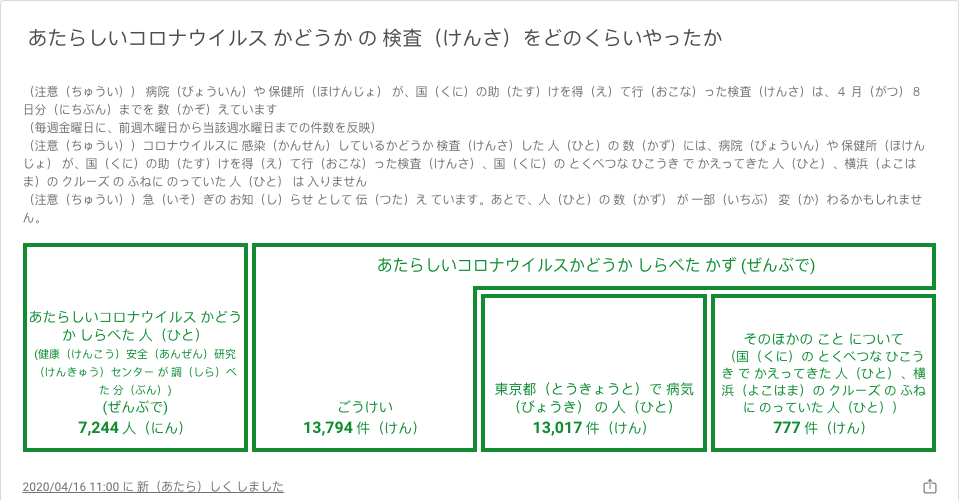 あたらしいコロナウイルス かどうか の 検査（けんさ）をどのくらいやったか
（注意（ちゅうい）） 病院（びょういん）や 保健所（ほけんじょ） が、国（くに）の助（たす）けを得（え）て行（おこな）った検査（けんさ）は、４ 月（がつ）８
日分（にちぶん）までを 数（かぞ）えています
（毎週金曜日に、前週木曜日から当該週水曜日までの件数を反映）
（注意（ちゅうい））コロナウイルスに 感染（かんせん）しているかどうか 検査（けんさ）した 人（ひと）の 数（かず）には、病院（びょういん）や 保健所（ほけん
じょ） が、国（くに）の助（たす）けを得（え）て行（おこな）った検査（けんさ）、国（くに）の とくべつな ひこうき で かえってきた 人（ひと）、横浜（よこは
ま）の クルーズ の ふねに のっていた 人（ひと） は 入りません
（注意（ちゅうい））急（いそ）ぎの お知（し）らせ として 伝（つた）え ています。あとで、人（ひと）の 数（かず） が 一部（いちぶ） 変（か）わるかもしれませ
ん。
あたらしいコロナウイルス かどう
か しらべた 人（ひと）
(健康（けんこう）安全（あんぜん）研究
（けんきゅう）センター が 調（しら）べ
た 分（ぶん）)
(ぜんぶで)
7,244 人（にん）
あたらしいコロナウイルスかどうか しらべた かず (ぜんぶで)
ごうけい
13,794 件（けん）
東京都（とうきょうと）で 病気
（びょうき） の 人（ひと）
13,017 件（けん）
そのほかの こと について
（国（くに）の とくべつな ひこう
き で かえってきた 人（ひと）、横
浜（よこはま）の クルーズ の ふね
に のっていた 人（ひと））
777 件（けん）
2020/04/16 11:00 に 新（あたら）しく しました